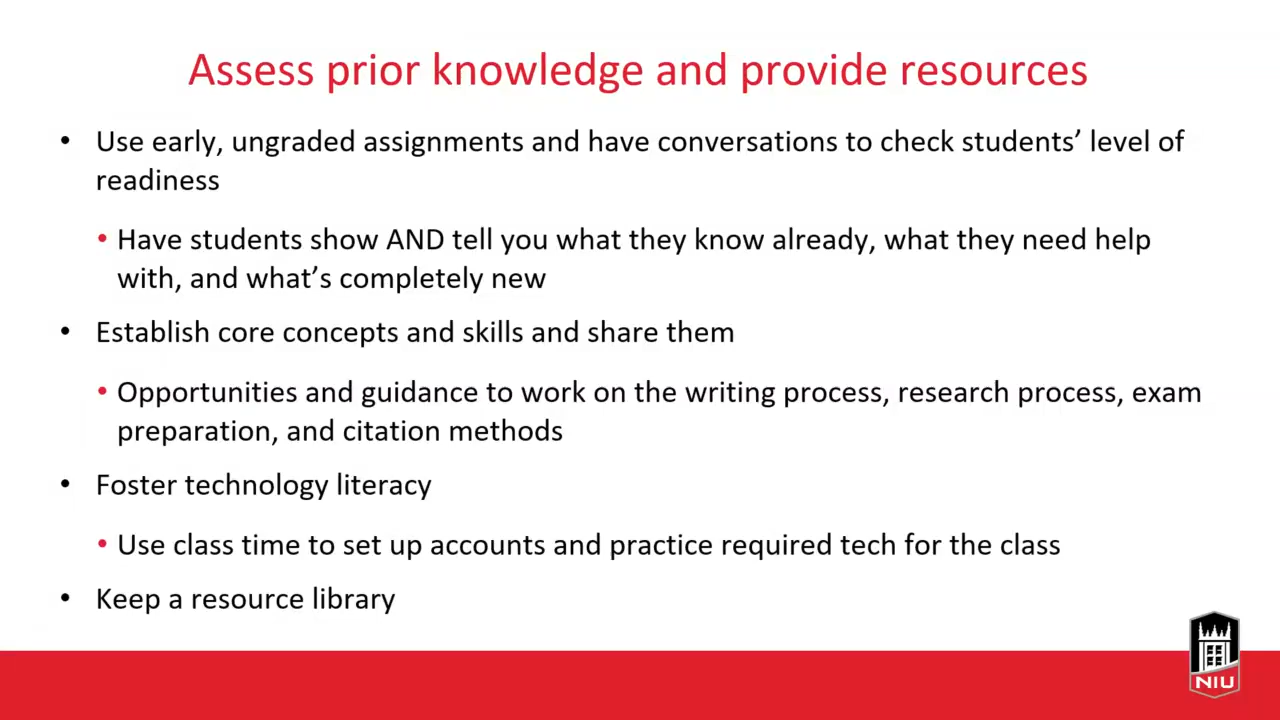 Assess prior knowledge and provide resources
• Use early, ungraded assignments and have conversations to check students’ level of
readiness
• Have students show AND tell you what they know already, what they need help
with, and what’s completely new
• Establish core concepts and skills and share them
• Opportunities and guidance to work on the writing process, research process, exam
preparation, and citation methods
• Foster technology literacy
• Use class time to set up accounts and practice required tech for the class
• Keep a resource library
NIU